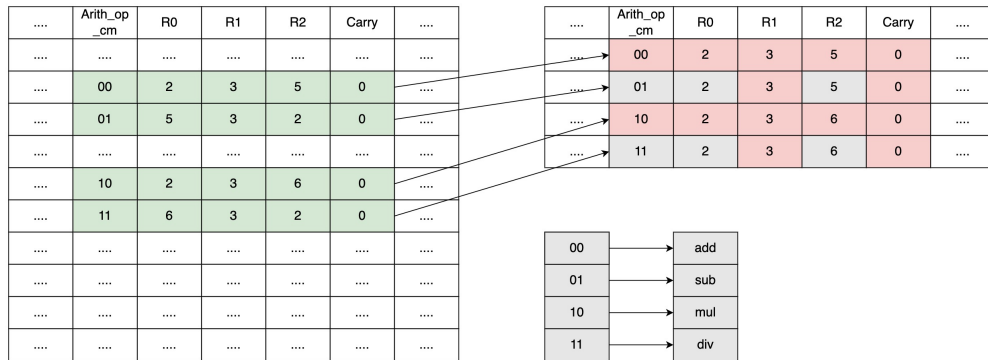 .... Arith_op_cm R0 R1 R2 Carry ....
.... .... .... .... .... .... ....
.... 00 2 3 5 0 ....
.... 01 5 3 2 0 ....
.... .... .... .... .... .... ....
.... 10 2 3 6 0 ....
.... 11 6 3 2 0 ....
.... .... .... .... .... .... ....
.... .... .... .... .... .... ....
.... .... .... .... .... .... ....
.... .... .... .... .... .... ....
.... Arith_op_cm R0 R1 R2 Carry ....
.... 00 2 3 5 0 ....
.... 01 2 3 5 0 ....
.... 10 2 3 6 0 ....
.... 11 2 3 6 0 ....
00 add
01 sub
10 mul
11 div